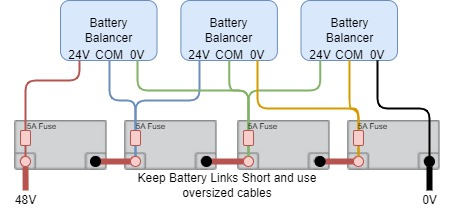 Battery Balancer
Battery Balancer
Battery Balancer
24V COM 0V
24V COM 0V
24V COM 0V
5A Fuse
5A Fuse
5A Fuse
5A Fuse
Keep Battery Links Short and use
oversized cables
48V
0V